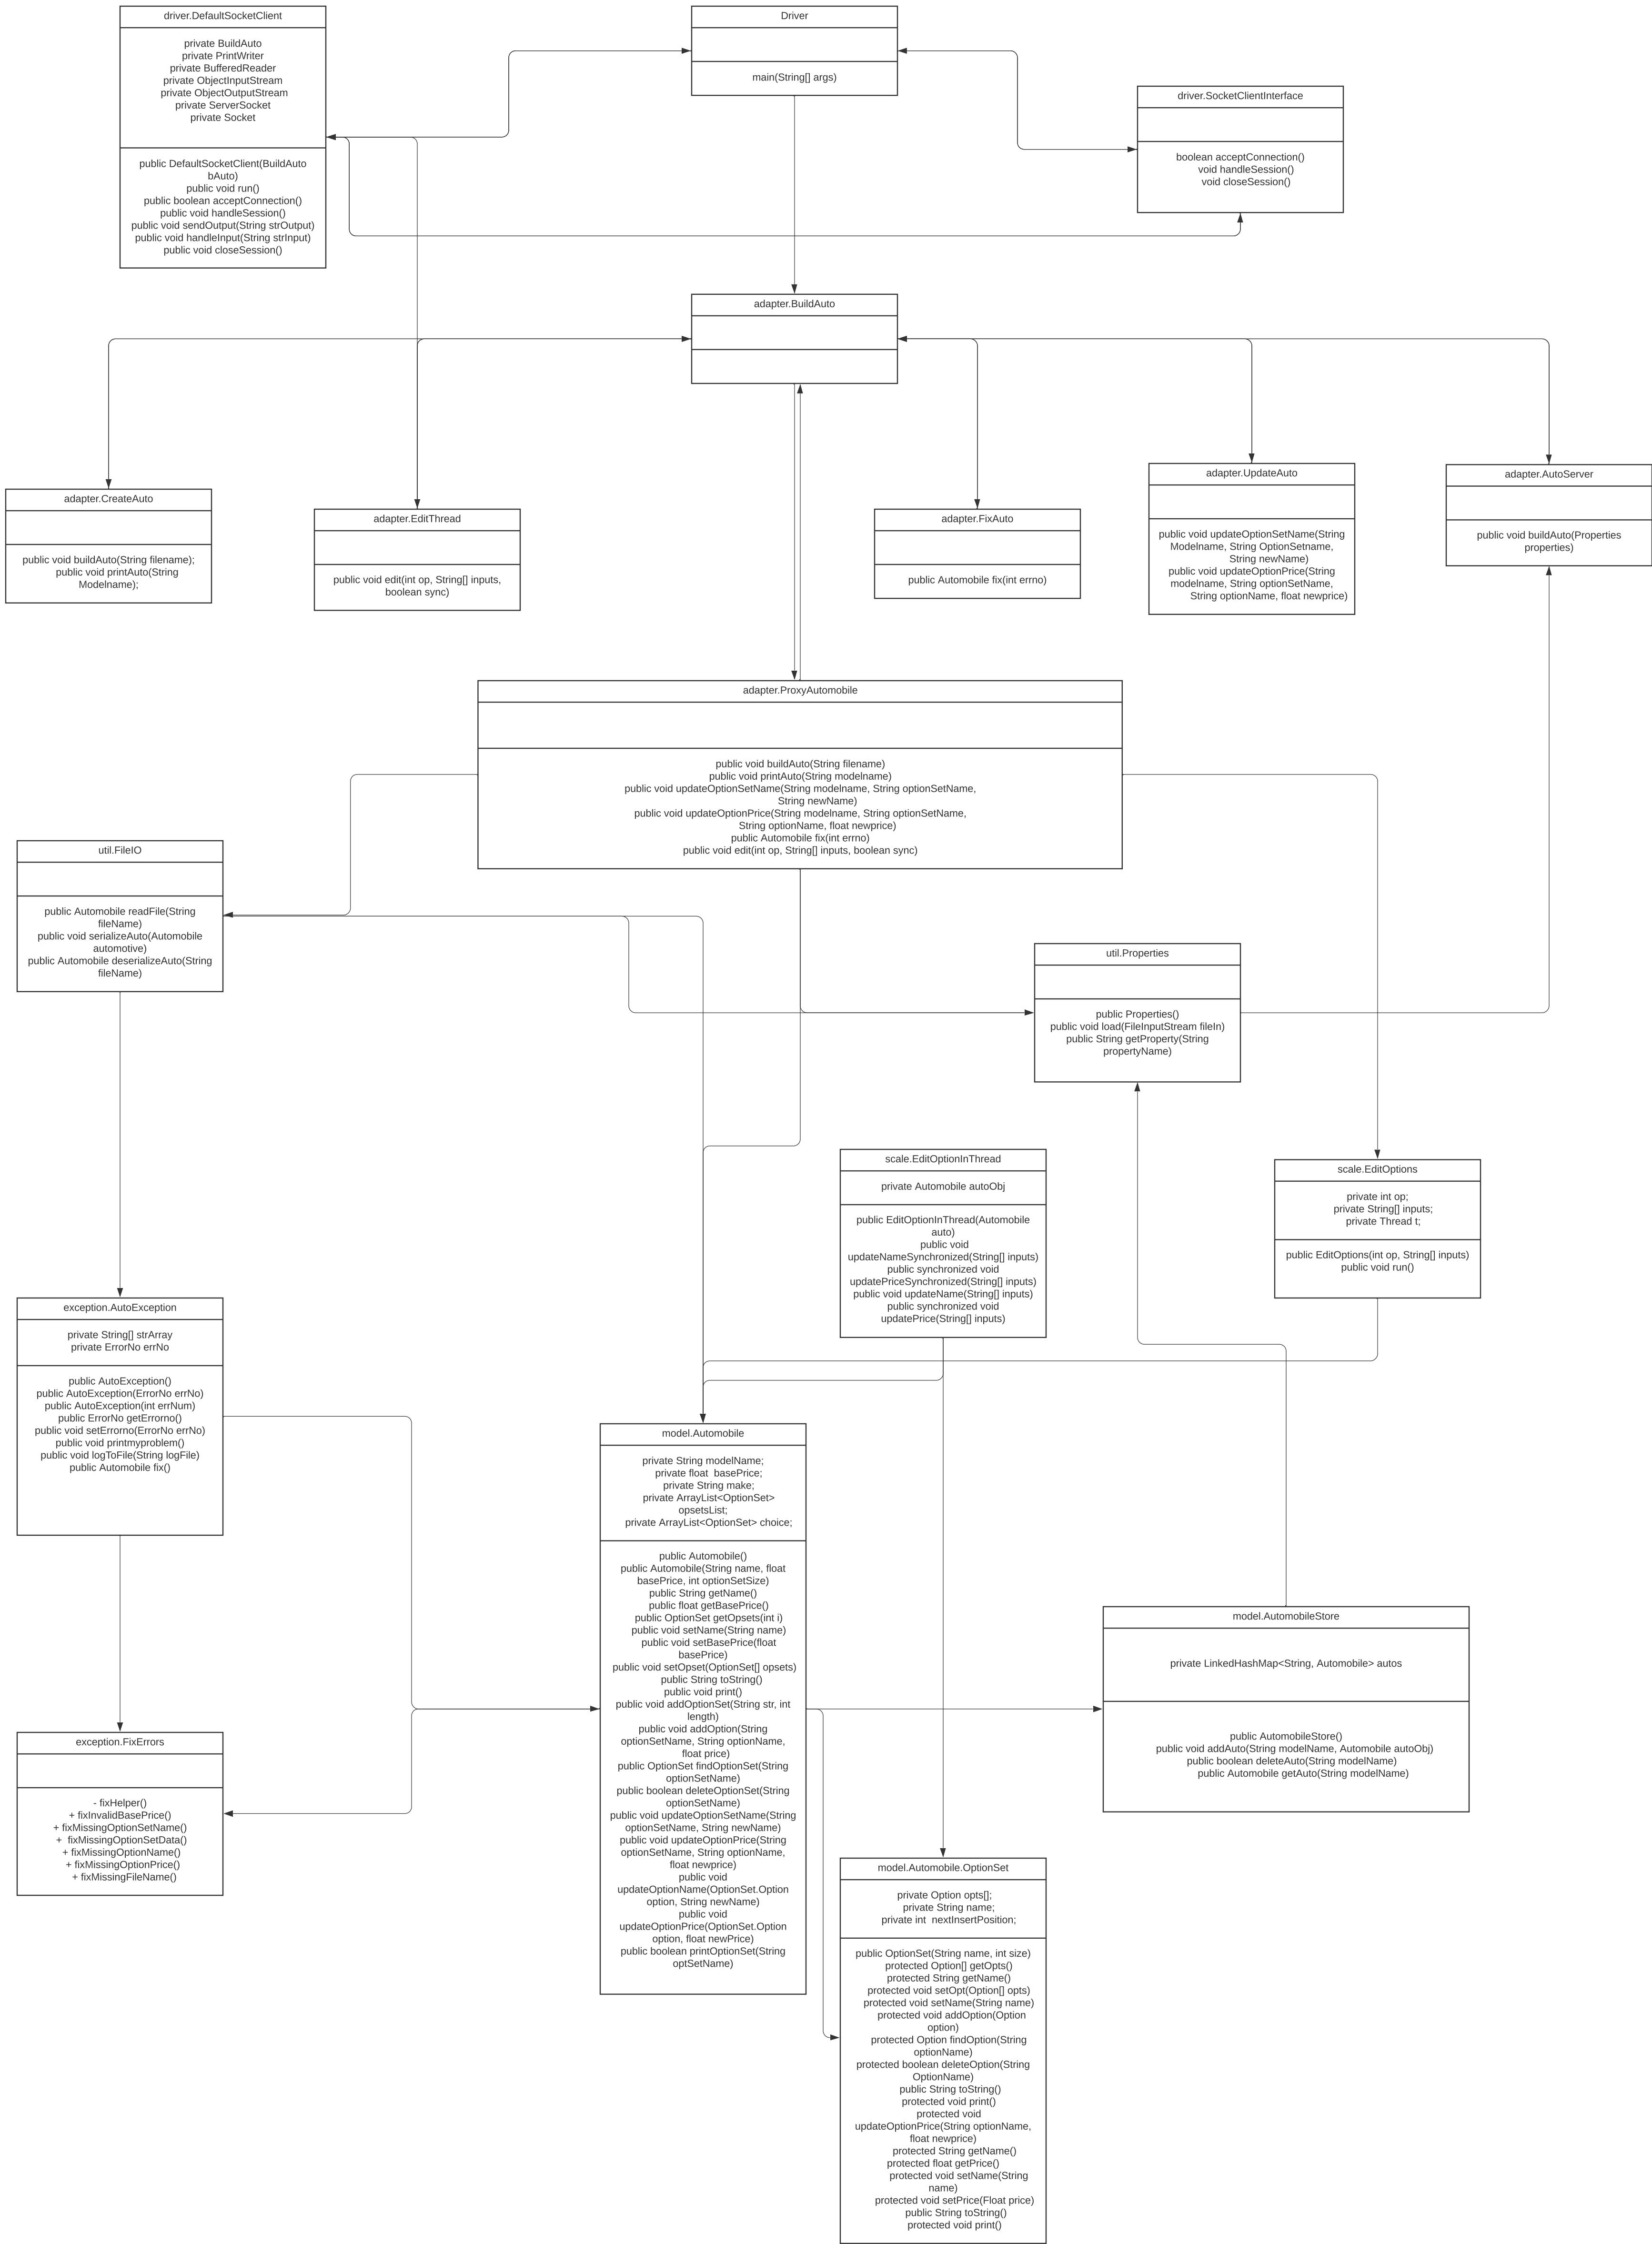 driver.DefaultSocketClient
private BuildAuto
private PrintWriter
private BufferedReader
private ObjectInputStream
private ObjectOutputStream
private ServerSocket
private Socket
public DefaultSocketClient(BuildAuto
bAuto)
public void run()
public boolean acceptConnection()
public void handleSession()
public void sendOutput(String strOutput)
public void handleInput(String strInput)
public void closeSession()
Driver
main(String[] args)
driver.SocketClientInterface
boolean acceptConnection()
void handleSession()
void closeSession()
adapter.BuildAuto
adapter.CreateAuto
public void buildAuto(String filename);
public void printAuto(String
Modelname);
adapter.EditThread
public void edit(int op, String[] inputs,
boolean sync)
adapter.FixAuto
public Automobile fix(int errno)
adapter.UpdateAuto
public void updateOptionSetName(String
Modelname, String OptionSetname,
String newName)
public void updateOptionPrice(String
modelname, String optionSetName,
String optionName, float newprice)
adapter.AutoServer
public void buildAuto(Properties
properties)
adapter.ProxyAutomobile
public void buildAuto(String filename)
public void printAuto(String modelname)
public void updateOptionSetName(String modelname, String optionSetName,
String newName)
public void updateOptionPrice(String modelname, String optionSetName,
String optionName, float newprice)
public Automobile fix(int errno)
public void edit(int op, String[] inputs, boolean sync)
util.FileIO
public Automobile readFile(String
fileName)
public void serializeAuto(Automobile
automotive)
public Automobile deserializeAuto(String
fileName)
util.Properties
public Properties()
public void load(FileInputStream fileIn)
public String getProperty(String
propertyName)
scale.EditOptionInThread
private Automobile autoObj
public EditOptionInThread(Automobile
auto)
public void
updateNameSynchronized(String[] inputs)
public synchronized void
updatePriceSynchronized(String[] inputs)
public void updateName(String[] inputs)
public synchronized void
updatePrice(String[] inputs)
scale.EditOptions
private int op;
private String[] inputs;
private Thread t;
public EditOptions(int op, String[] inputs)
public void run()
exception.AutoException
private String[] strArray
private ErrorNo errNo
public AutoException()
public AutoException(ErrorNo errNo)
public AutoException(int errNum)
public ErrorNo getErrorno()
public void setErrorno(ErrorNo errNo)
public void printmyproblem()
public void logToFile(String logFile)
public Automobile fix()
model.Automobile
private String modelName;
private float  basePrice;
private String make;
private ArrayList<OptionSet>
opsetsList;
private ArrayList<OptionSet> choice;
public Automobile()
public Automobile(String name, float
basePrice, int optionSetSize)
public String getName()
public float getBasePrice()
public OptionSet getOpsets(int i)
public void setName(String name)
public void setBasePrice(float
basePrice)
public void setOpset(OptionSet[] opsets)
public String toString()
public void print()
public void addOptionSet(String str, int
length)
public void addOption(String
optionSetName, String optionName,
float price)
public OptionSet findOptionSet(String
optionSetName)
public boolean deleteOptionSet(String
optionSetName)
public void updateOptionSetName(String
optionSetName, String newName)
public void updateOptionPrice(String
optionSetName, String optionName,
float newprice)
public void
updateOptionName(OptionSet.Option
option, String newName)
public void
updateOptionPrice(OptionSet.Option
option, float newPrice)
public boolean printOptionSet(String
optSetName)
model.AutomobileStore
private LinkedHashMap<String, Automobile> autos
public AutomobileStore()
public void addAuto(String modelName, Automobile autoObj)
public boolean deleteAuto(String modelName)
public Automobile getAuto(String modelName)
exception.FixErrors
- fixHelper()
+ fixInvalidBasePrice()
+ fixMissingOptionSetName()
+  fixMissingOptionSetData()
+ fixMissingOptionName()
+ fixMissingOptionPrice()
+ fixMissingFileName()
model.Automobile.OptionSet
private Option opts[];
private String name;
private int  nextInsertPosition;
public OptionSet(String name, int size)
protected Option[] getOpts()
protected String getName()
protected void setOpt(Option[] opts)
protected void setName(String name)
protected void addOption(Option
option)
protected Option findOption(String
optionName)
protected boolean deleteOption(String
OptionName)
public String toString()
protected void print()
protected void
updateOptionPrice(String optionName,
float newprice)
protected String getName()
protected float getPrice()
protected void setName(String
name)
protected void setPrice(Float price)
public String toString()
protected void print()